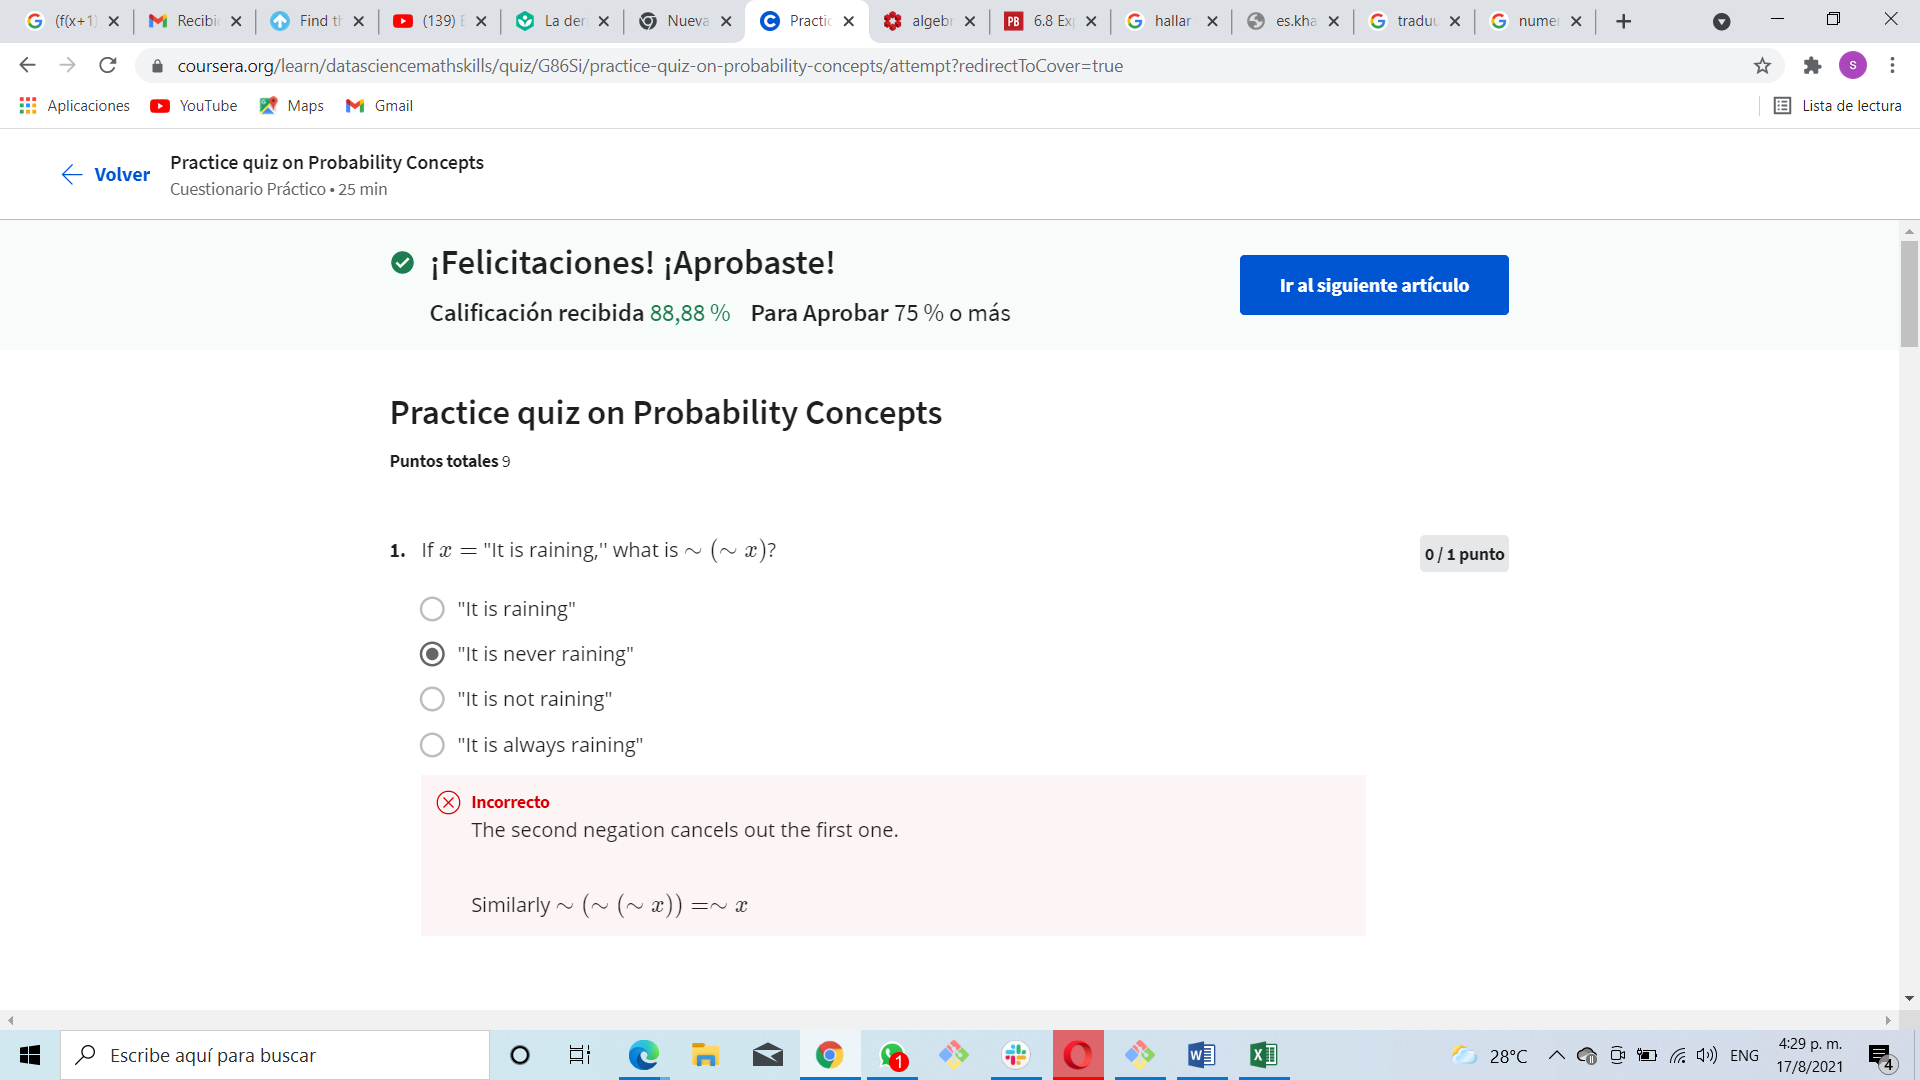 (f(x+1)
Recibi
Find th
(139)
La deri
Nueva
Practic
algebr
6.8 Ex
hallar
es.kha
tradu
numer
coursera.org/learn/datasciencemathskills/quiz/G86Si/practice-quiz-on-probability-concepts/attempt?redirectToCover=true
S
Aplicaciones
YouTube
Maps
Gmail
Lista de lectura
Volver
Practice quiz on Probability Concepts
Cuestionario Práctico • 25 min
¡Felicitaciones! ¡Aprobaste!
Calificación recibida 88,88 % Para Aprobar 75 % o más
Ir al siguiente artículo
Practice quiz on Probability Concepts
Puntos totales 9
1. If x = "It is raining," what is ∼ (∼ x)?
0 / 1 punto
"It is raining"
"It is never raining"
"It is not raining"
"It is always raining"
Incorrecto
The second negation cancels out the first one.
Similarly ∼ (∼ (∼ x)) =∼ x
Escribe aquí para buscar
1
28°C
ENG
4:29 p. m.
17/8/2021
4